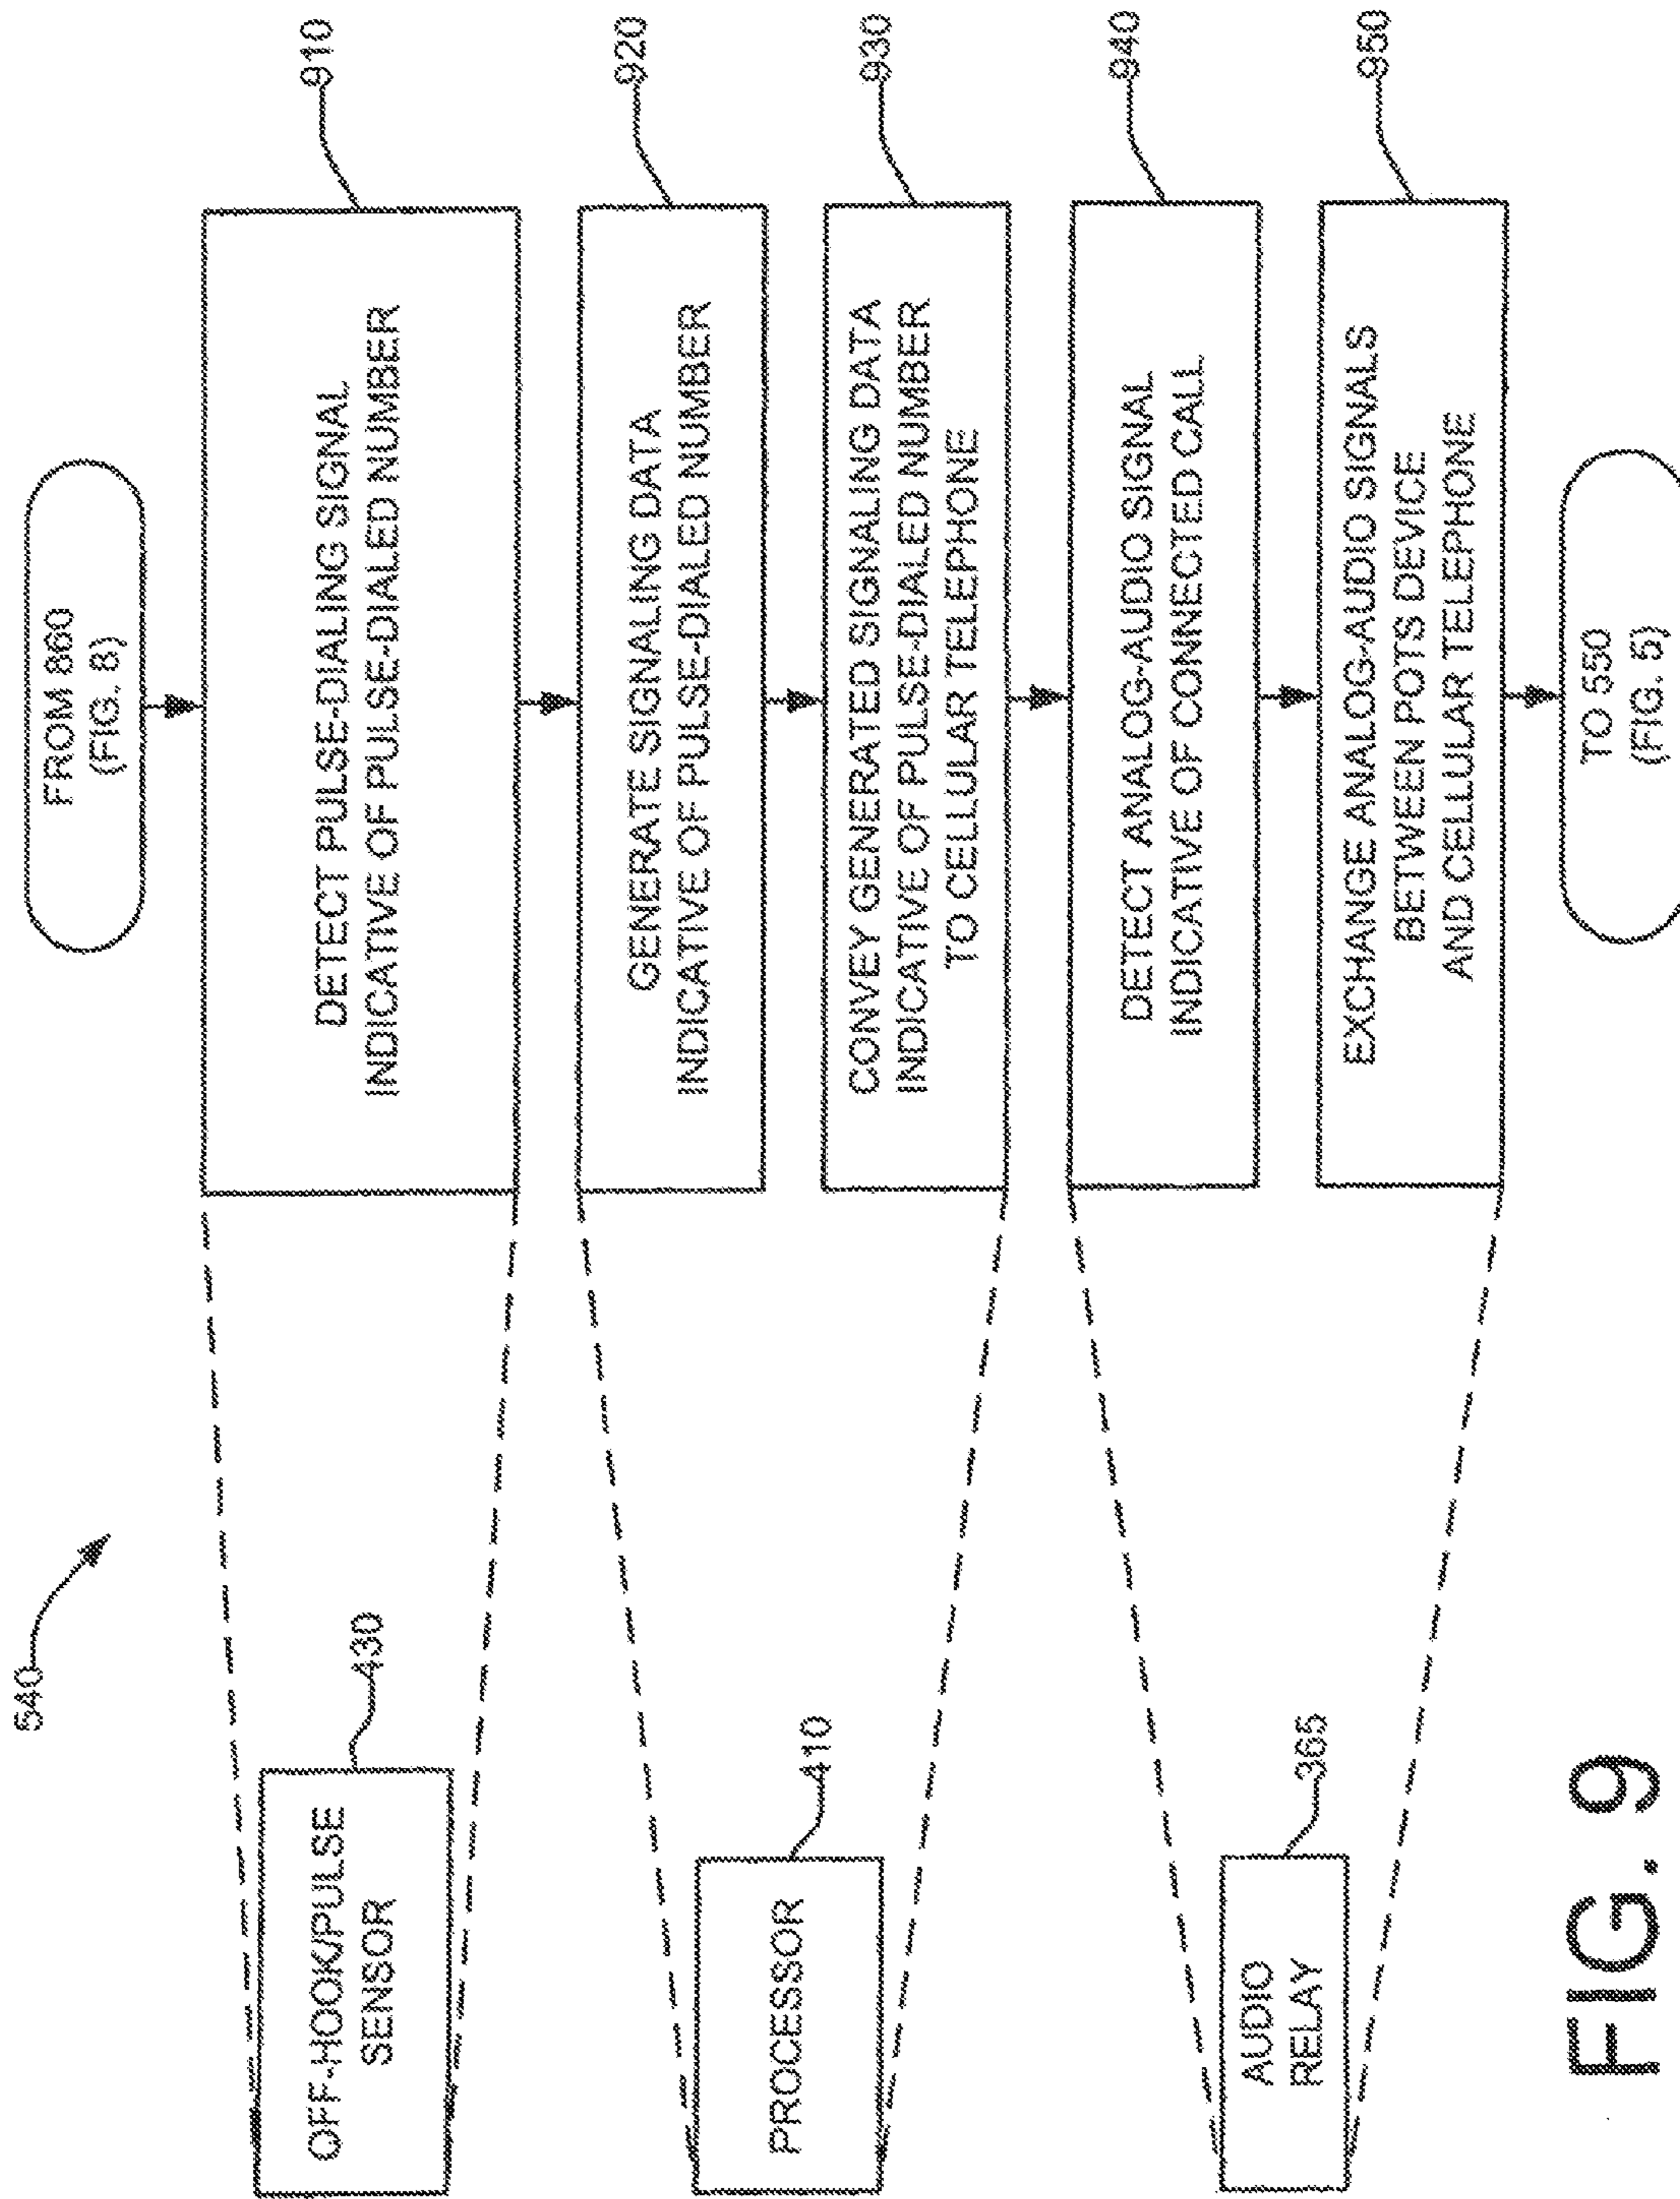 540
FROM 860
(FIG. 8)
OFF-HOOK/PULSE
SENSOR
430
DETECT PULSE-DIALING SIGNAL
INDICATIVE OF PULSE-DIALED NUMBER
910
PROCESSOR
410
GENERATE SIGNALING DATA
INDICATIVE OF PULSE-DIALED NUMBER
920
CONVEY GENERATED SIGNALING DATA
INDICATIVE OF PULSE-DIALED NUMBER
TO CELLULAR TELEPHONE
930
AUDIO
RELAY
365
DETECT ANALOG-AUDIO SIGNAL
INDICATIVE OF CONNECTED CALL
940
EXCHANGE ANALOG-AUDIO SIGNALS
BETWEEN POTS DEVICE
AND CELLULAR TELEPHONE
950
TO 550
(FIG. 5)
FIG. 9